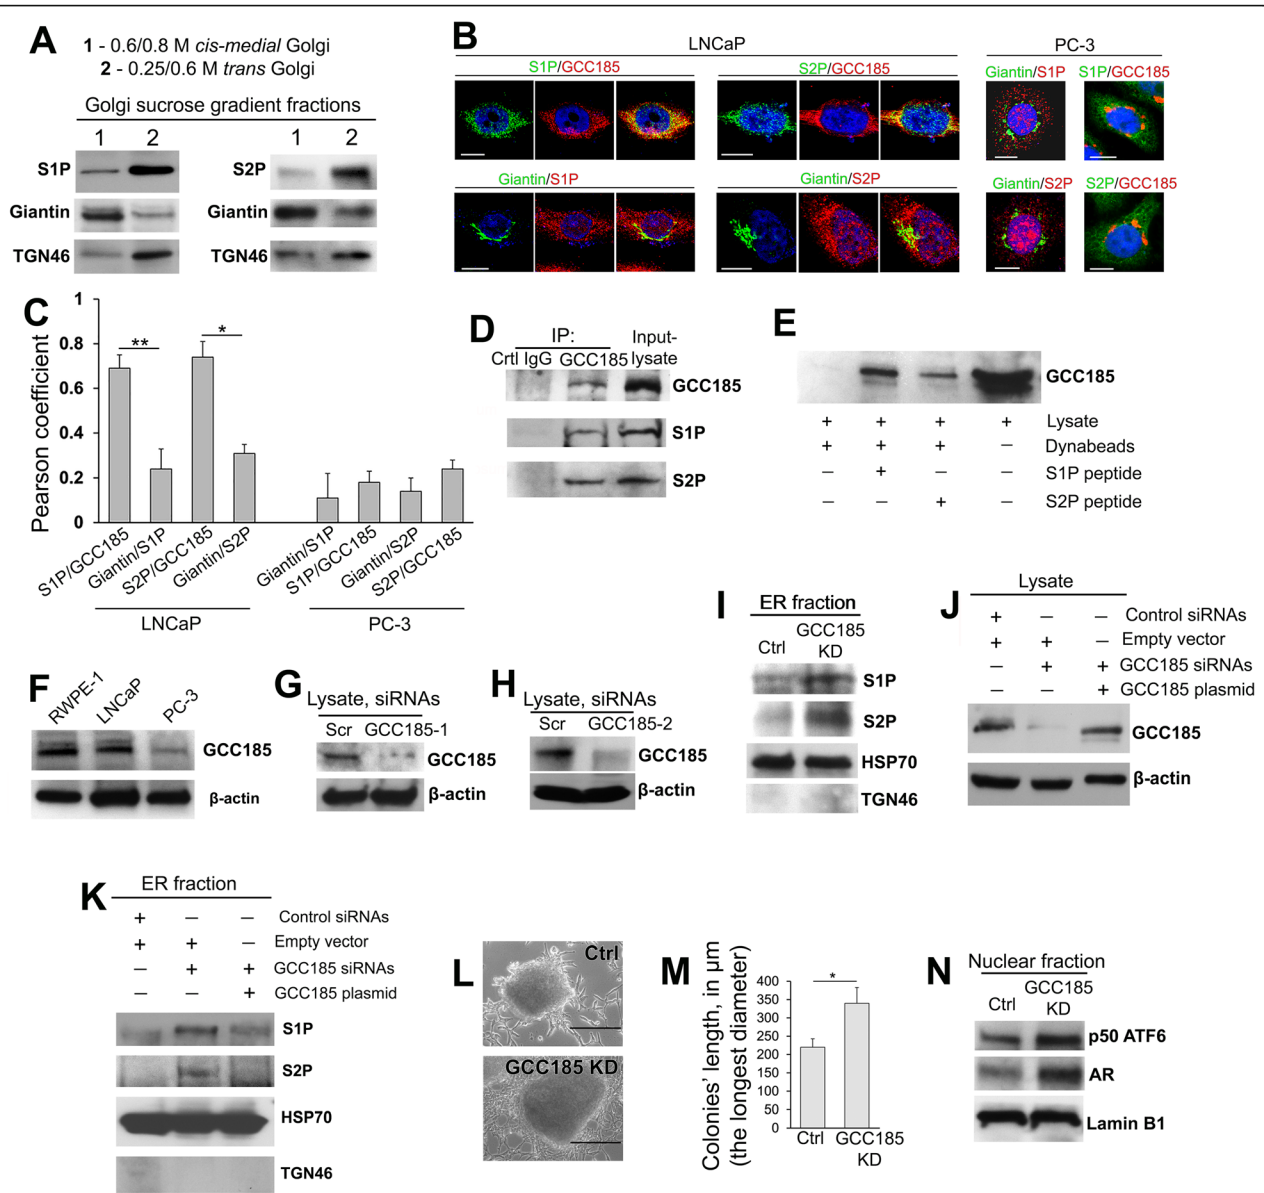 A
1 - 0.6/0.8 M cis-medial Golgi
2 - 0.25/0.6 M trans Golgi
Golgi sucrose gradient fractions
1 2 1 2
S1P S2P
Giantin Giantin
TGN46 TGN46
B
LNCaP PC-3
S1P/GCC185 S2P/GCC185 Giantin/S1P S1P/GCC185
Giantin/S1P Giantin/S2P Giantin/S2P S2P/GCC185
C
Pearson coefficient
1
0.8
0.6
0.4
0.2
0
** *
S1P/GCC185 Giantin/S1P S2P/GCC185 Giantin/S2P Giantin/S1P S1P/GCC185 Giantin/S2P S2P/GCC185
LNCaP PC-3
D
IP: Input-
Crtl IgG GCC185 lysate
GCC185
S1P
S2P
E
GCC185
+ + + + Lysate
+ + + – Dynabeads
– + – – S1P peptide
– – + – S2P peptide
F
RWPE-1 LNCaP PC-3
GCC185
β-actin
G
Lysate, siRNAs
Scr GCC185-1
GCC185
β-actin
H
Lysate, siRNAs
Scr GCC185-2
GCC185
β-actin
I
ER fraction
Ctrl GCC185
KD
S1P
S2P
HSP70
TGN46
J
Lysate
+ – – Control siRNAs
+ + – Empty vector
– + + GCC185 siRNAs
– – + GCC185 plasmid
GCC185
β-actin
K
ER fraction
+ – – Control siRNAs
+ + – Empty vector
– + + GCC185 siRNAs
– – + GCC185 plasmid
S1P
S2P
HSP70
TGN46
L
Ctrl
GCC185 KD
M
Colonies' length, in μm
(the longest diameter)
400
350
300
250
200
150
100
50
0
*
Ctrl GCC185
KD
N
Nuclear fraction
Ctrl GCC185
KD
p50 ATF6
AR
Lamin B1